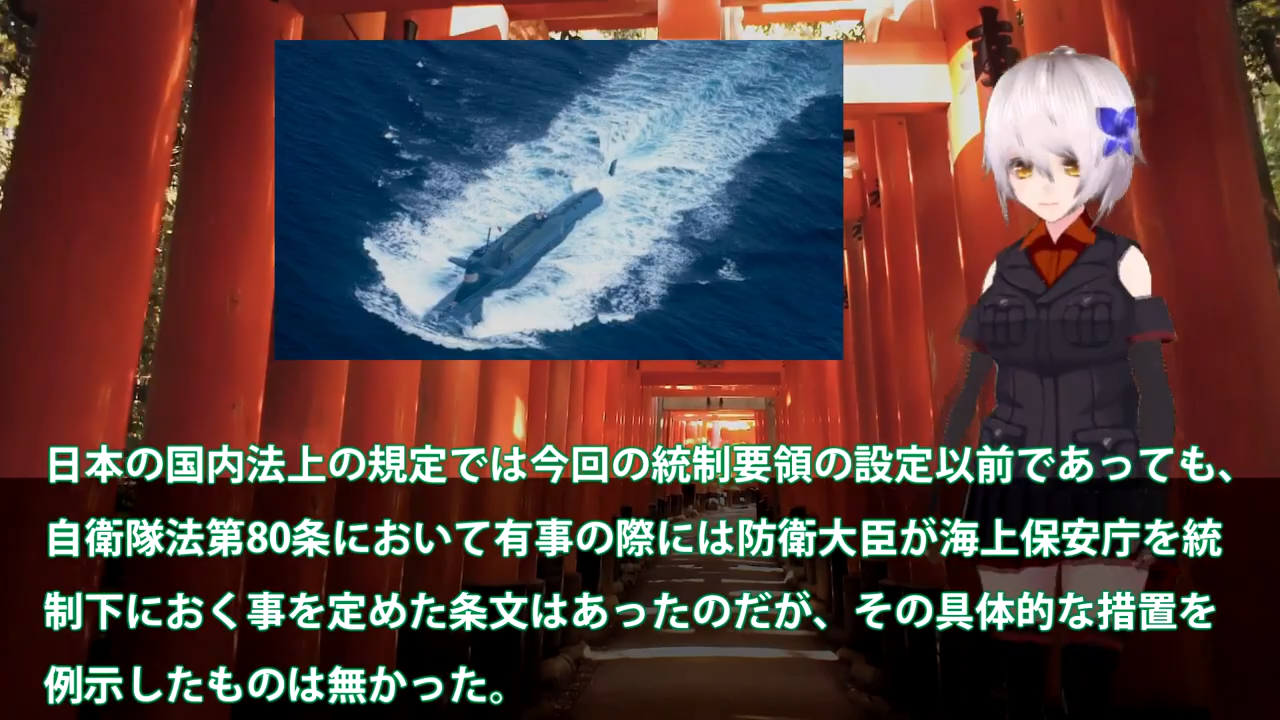 日本の国内法上の規定では今回の統制要領の設定以前であっても、
自衛隊法第80条において有事の際には防衛大臣が海上保安庁を統
制下におく事を定めた条文はあったのだが、その具体的な措置を
例示したものは無かった。